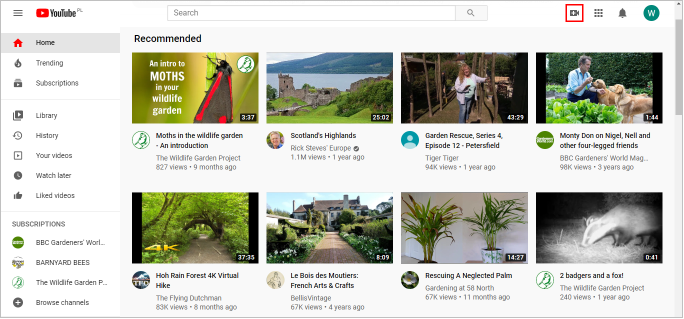 YouTube PL
Search
W
Home
Trending
Subscriptions
Library
History
Your videos
Watch later
Liked videos
SUBSCRIPTIONS
BBC Gardeners' Worl...
BARNYARD BEES
The Wildlife Garden P...
Browse channels
Recommended
An intro to
MOTHS
in your
wildlife
garden
3:37
25:02
43:29
1:44
Moths in the wildlife garden
- An introduction
The Wildlife Garden Project
827 views • 9 months ago
Scotland's Highlands
Rick Steves' Europe
1.1M views • 1 year ago
Garden Rescue, Series 4,
Episode 12 - Petersfield
Tiger Tiger
94K views • 1 year ago
Monty Don on Nigel, Nell and
other four-legged friends
BBC Gardeners' World Mag...
98K views • 3 years ago
4K
37:35
8:09
14:27
0:41
Hoh Rain Forest 4K Virtual
Hike
The Flying Dutchman
83K views • 8 months ago
Le Bois des Moutiers:
French Arts & Crafts
BellisVintage
67K views • 4 years ago
Rescuing A Neglected Palm
Gardening at 58 North
67K views • 11 months ago
2 badgers and a fox!
The Wildlife Garden Project
240 views • 1 year ago